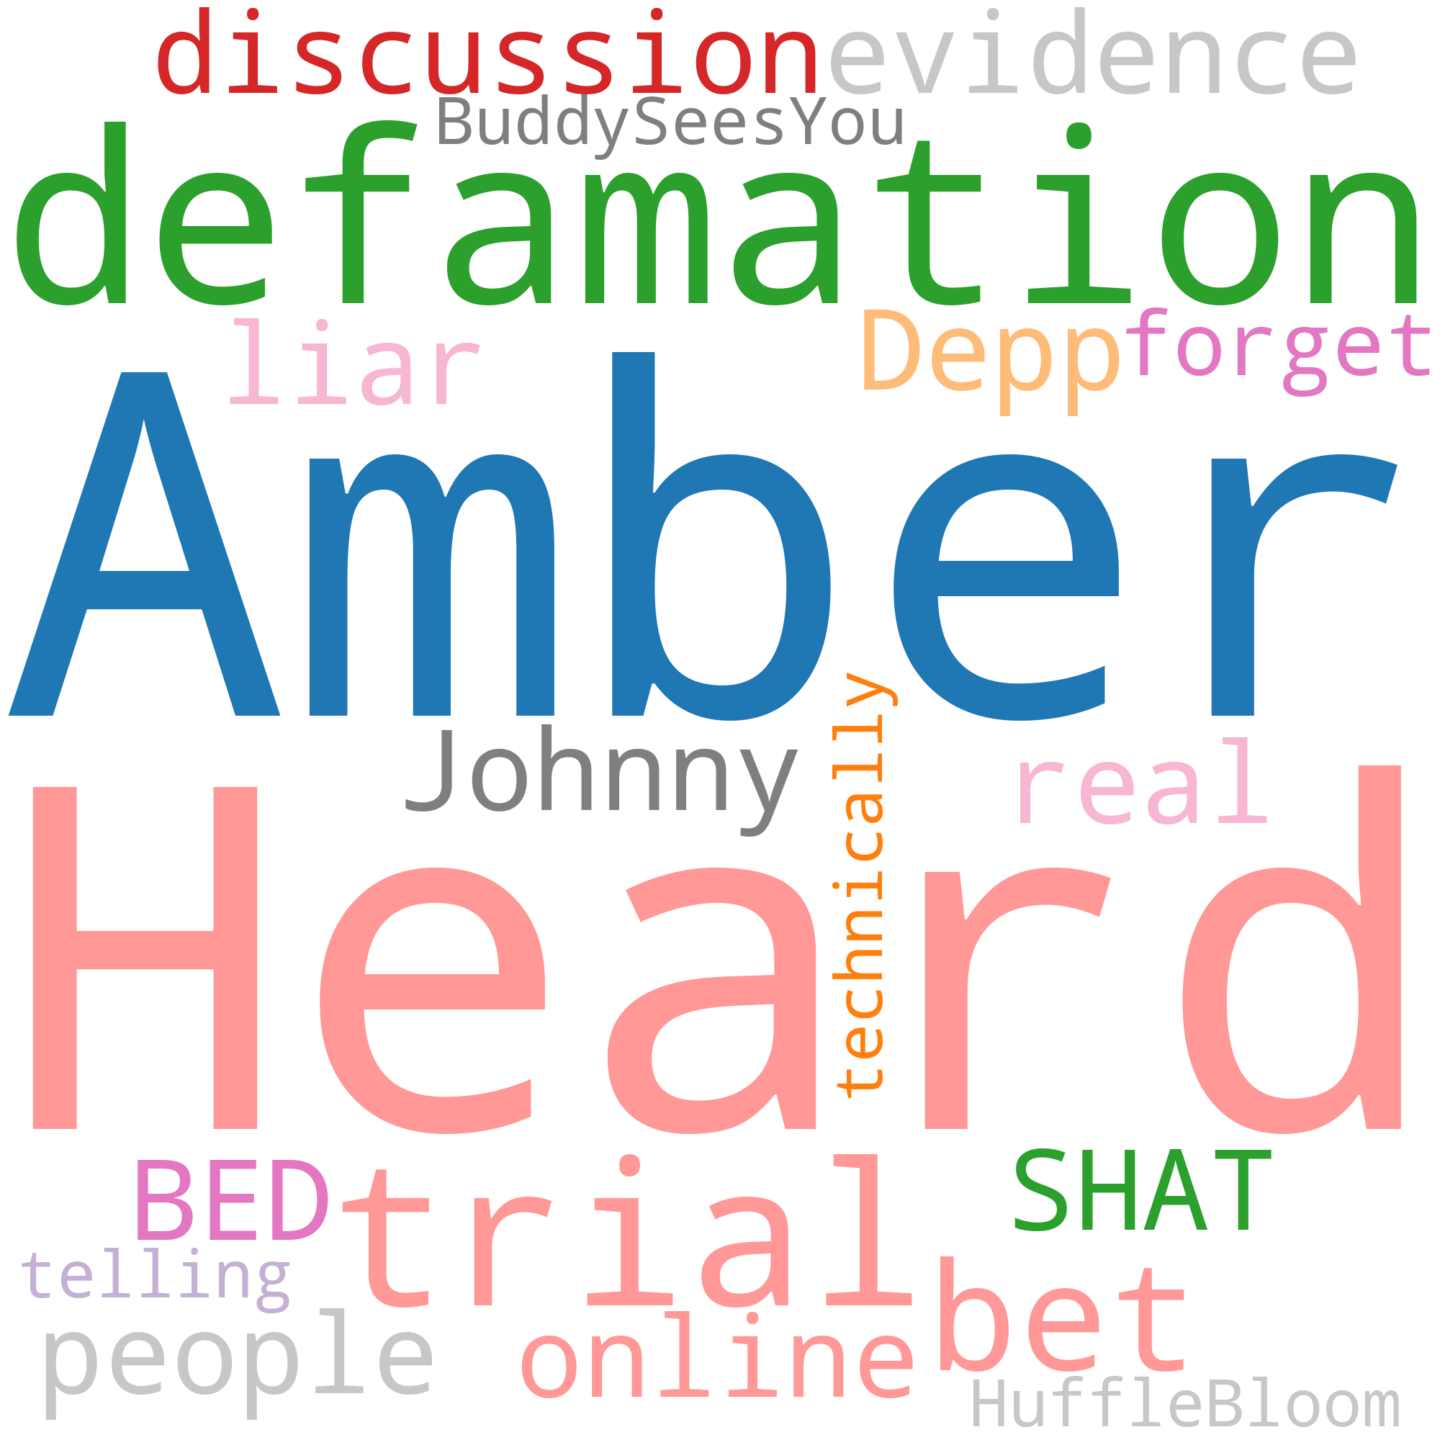 discussion evidence
BuddySeesYou
defamation
liar Depp forget
Amber
Johnny technically real
Heard
BED trial SHAT
telling bet
people online
HuffleBloom